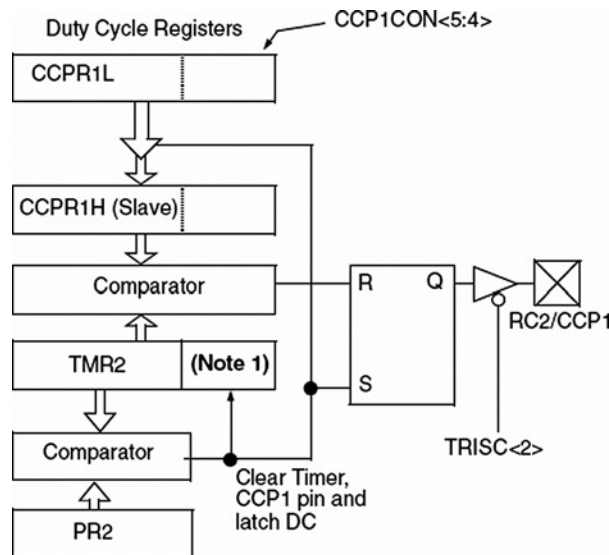 Duty Cycle Registers
CCP1CON<5:4>
CCPR1L
CCPR1H (Slave)
Comparator
R
Q
RC2/CCP1
TMR2
(Note 1)
S
Comparator
TRISC<2>
Clear Timer,
CCP1 pin and
latch DC
PR2